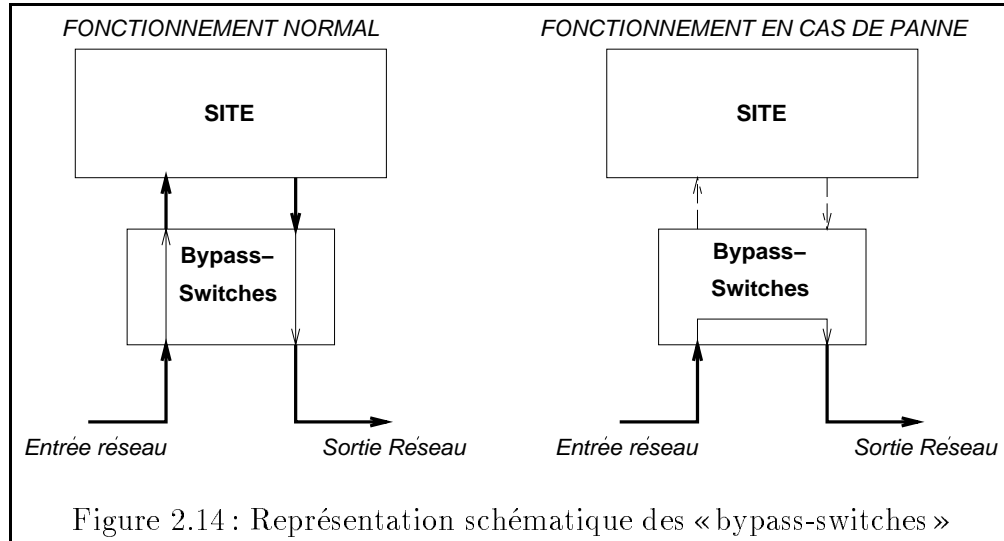 FONCTIONNEMENT NORMAL
SITE
Bypass–
Switches
Entrée réseau
Sortie Réseau
FONCTIONNEMENT EN CAS DE PANNE
SITE
Bypass–
Switches
Entrée réseau
Sortie Réseau
Figure 2.14 : Représentation schématique des « bypass-switches »